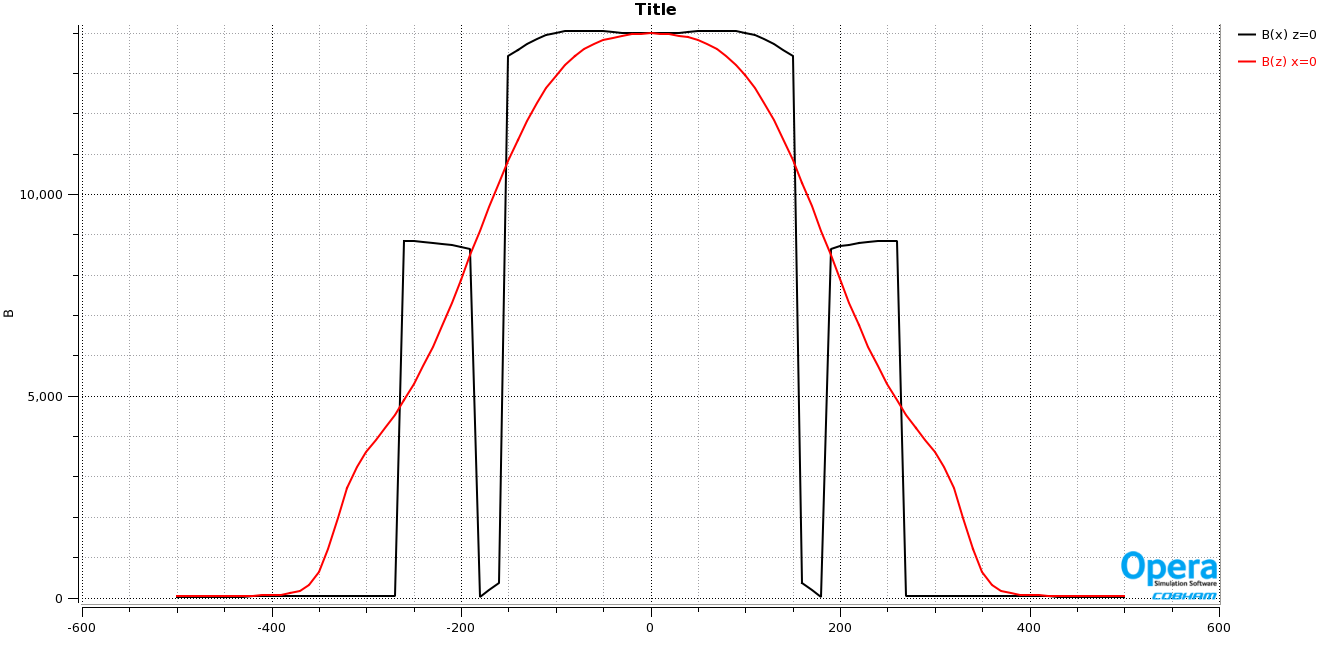 Title
B(x) z=0
B(z) x=0
10,000
5,000
0
B
-600
-400
-200
0
200
400
600
Opera
Simulation Software
COBHAM